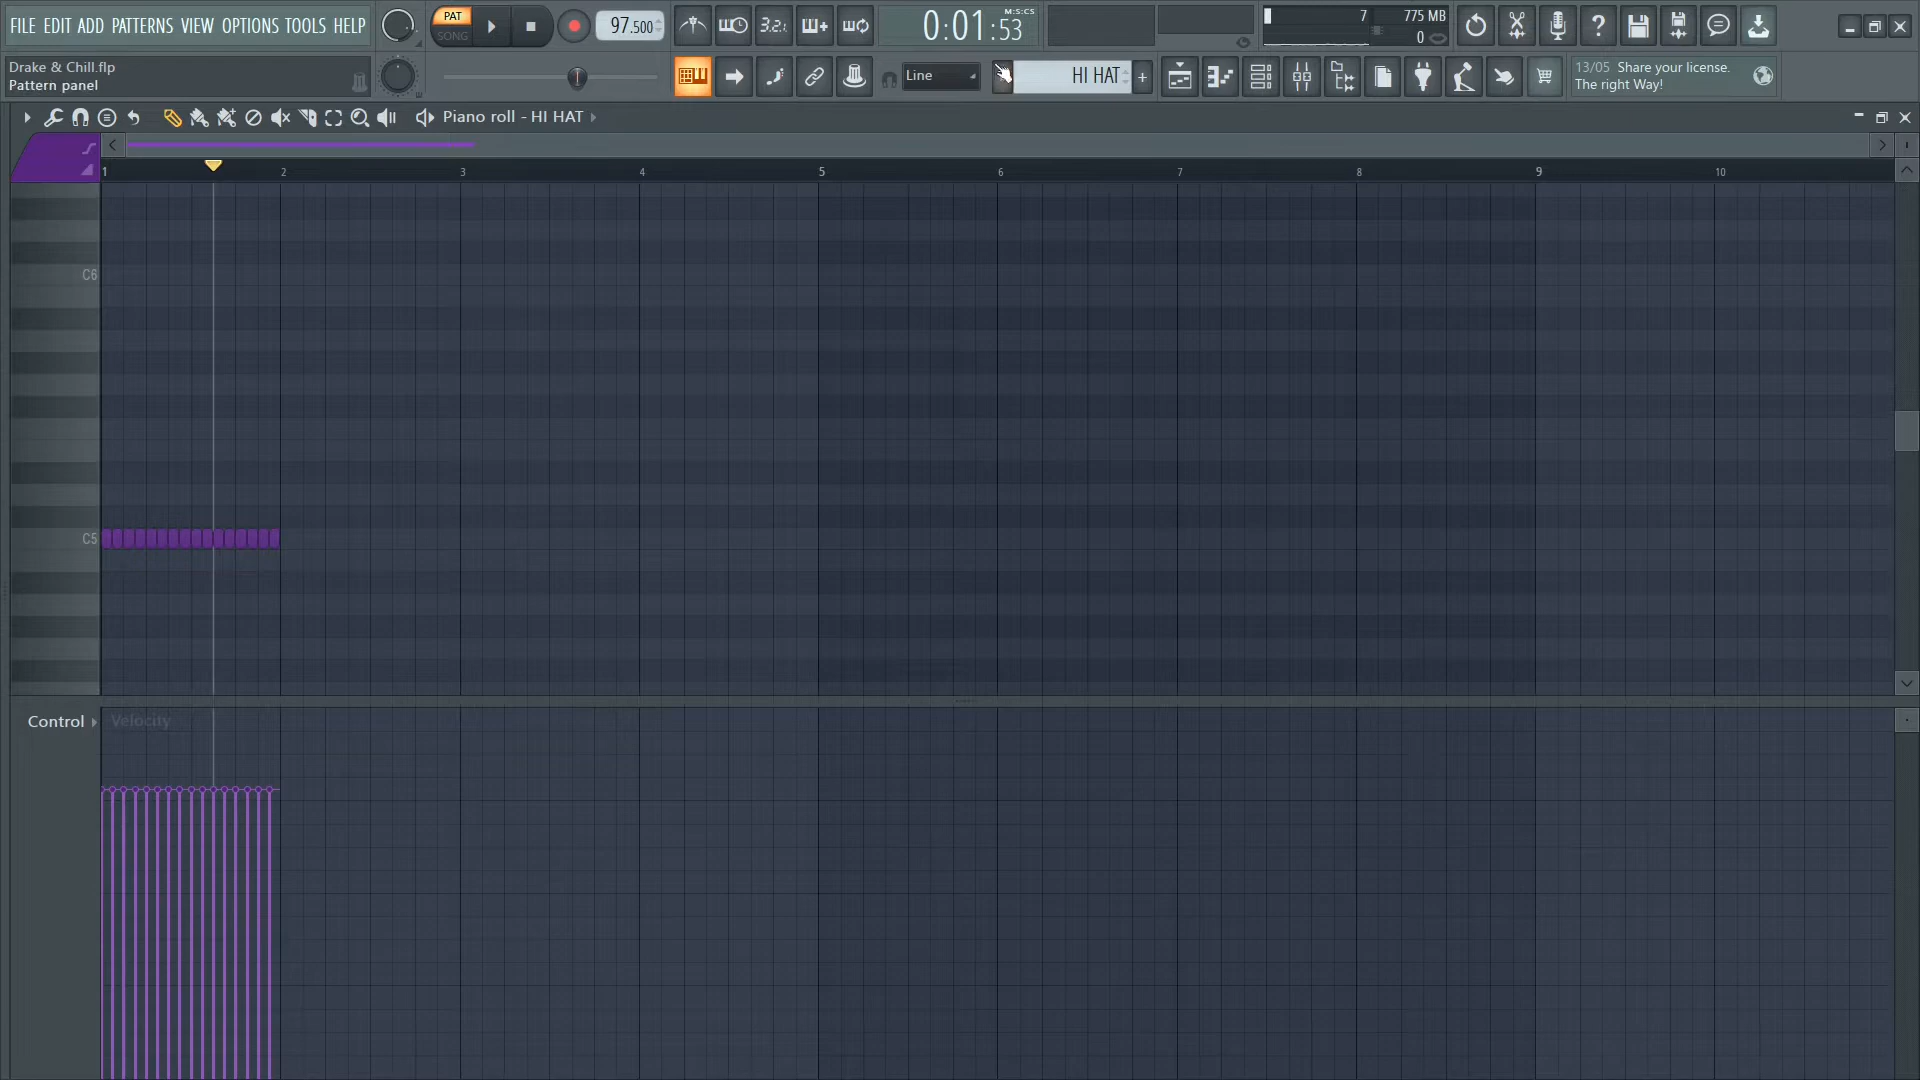 FILE EDIT ADD PATTERNS VIEW OPTIONS TOOLS HELP
PAT
SONG
97.500
3.2.1
0:01:53
M:S:CS
7
775 MB
0
Drake & Chill.flp
Pattern panel
Line
HI HAT
13/05 Share your license.
The right Way!
Piano roll - HI HAT
1 2 3 4 5 6 7 8 9 10
C6
C5
Control
Velocity